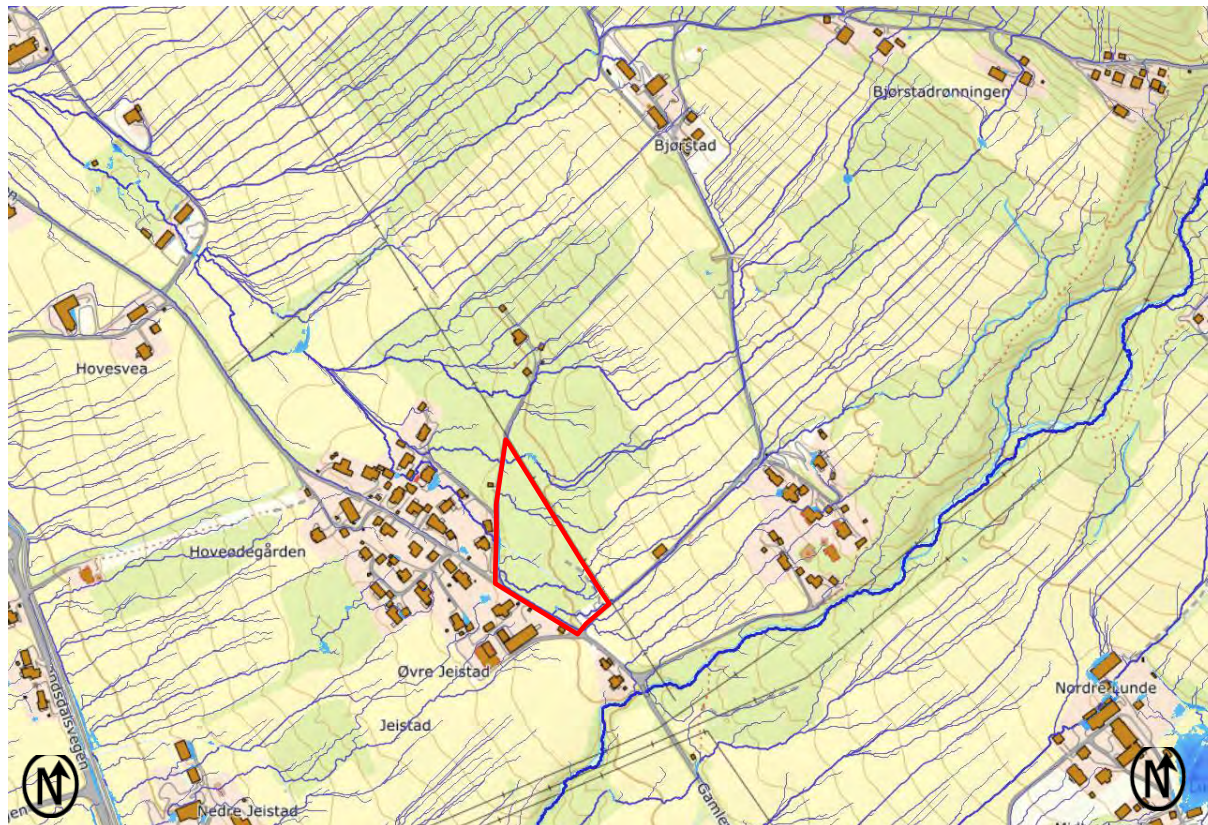 Bjørstadrønningen
Bjørstad
Hovesvea
Hoveødegården
Øvre Jeistad
Nordre Lunde
Jeistad
Nedre Jeistad
Gamle
N
N